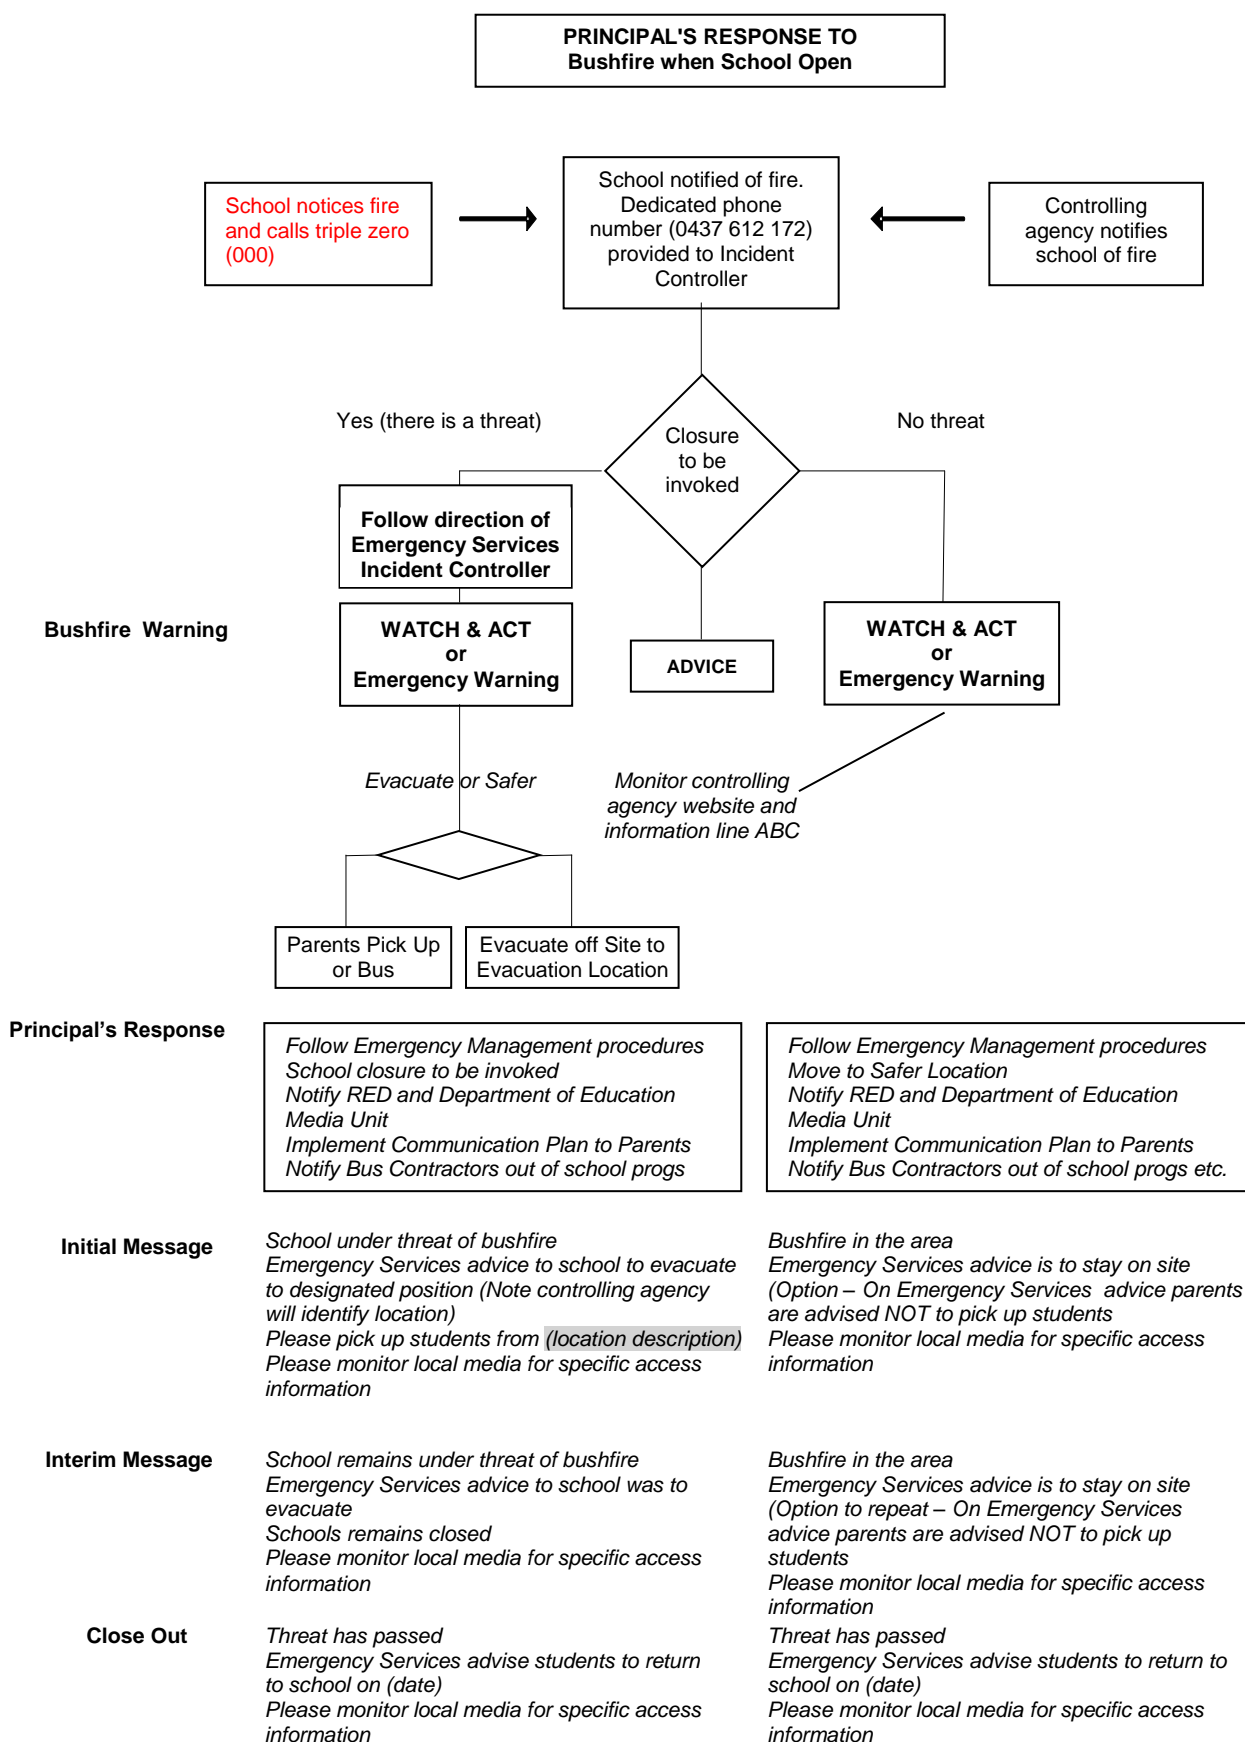 PRINCIPAL'S RESPONSE TO
Bushfire when School Open
School notices fire
and calls triple zero
(000)
School notified of fire.
Dedicated phone
number (0437 612 172)
provided to Incident
Controller
Controlling
agency notifies
school of fire
Yes (there is a threat)
Closure
to be
invoked
No threat
Follow direction of
Emergency Services
Incident Controller
Bushfire Warning
WATCH & ACT
or
Emergency Warning
ADVICE
WATCH & ACT
or
Emergency Warning
Evacuate or Safer
Monitor controlling
agency website and
information line ABC
Parents Pick Up
or Bus
Evacuate off Site to
Evacuation Location
Principal’s Response
Follow Emergency Management procedures
School closure to be invoked
Notify RED and Department of Education
Media Unit
Implement Communication Plan to Parents
Notify Bus Contractors out of school progs
Follow Emergency Management procedures
Move to Safer Location
Notify RED and Department of Education
Media Unit
Implement Communication Plan to Parents
Notify Bus Contractors out of school progs etc.
Initial Message
School under threat of bushfire
Emergency Services advice to school to evacuate
to designated position (Note controlling agency
will identify location)
Please pick up students from (location description)
Please monitor local media for specific access
information
Bushfire in the area
Emergency Services advice is to stay on site
(Option – On Emergency Services advice parents
are advised NOT to pick up students
Please monitor local media for specific access
information
Interim Message
School remains under threat of bushfire
Emergency Services advice to school was to
evacuate
Schools remains closed
Please monitor local media for specific access
information
Bushfire in the area
Emergency Services advice is to stay on site
(Option to repeat – On Emergency Services
advice parents are advised NOT to pick up
students
Please monitor local media for specific access
information
Close Out
Threat has passed
Emergency Services advise students to return
to school on (date)
Please monitor local media for specific access
information
Threat has passed
Emergency Services advise students to return to
school on (date)
Please monitor local media for specific access
information